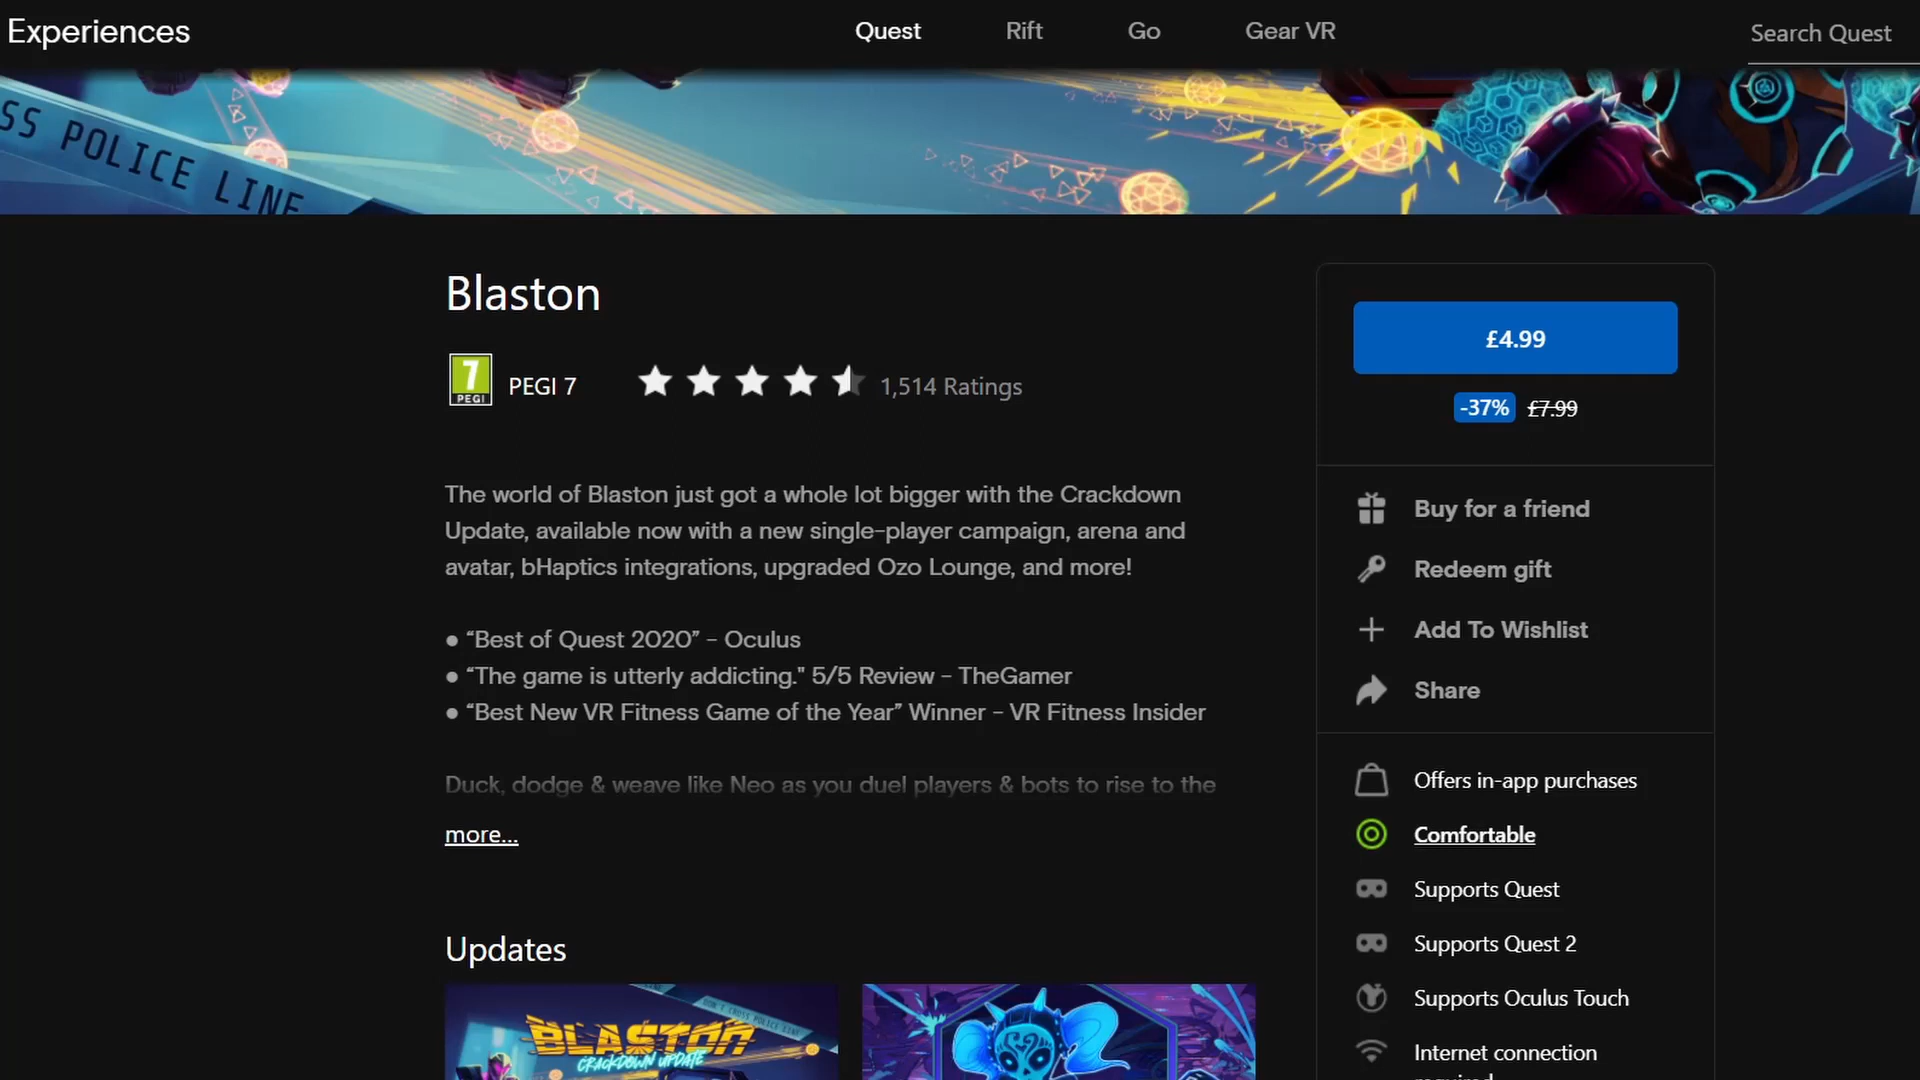 Experiences
Quest
Rift
Go
Gear VR
Search Quest
SS POLICE LINE
Blaston
7
PEGI
PEGI 7
1,514 Ratings
£4.99
-37% £7.99
The world of Blaston just got a whole lot bigger with the Crackdown
Update, available now with a new single-player campaign, arena and
avatar, bHaptics integrations, upgraded Ozo Lounge, and more!
● “Best of Quest 2020” - Oculus
● “The game is utterly addicting." 5/5 Review - TheGamer
● “Best New VR Fitness Game of the Year” Winner - VR Fitness Insider
Duck, dodge & weave like Neo as you duel players & bots to rise to the
more...
Buy for a friend
Redeem gift
Add To Wishlist
Share
Offers in-app purchases
Comfortable
Supports Quest
Supports Quest 2
Supports Oculus Touch
Internet connection
required
Updates
BLASTON
CRACKDOWN UPDATE